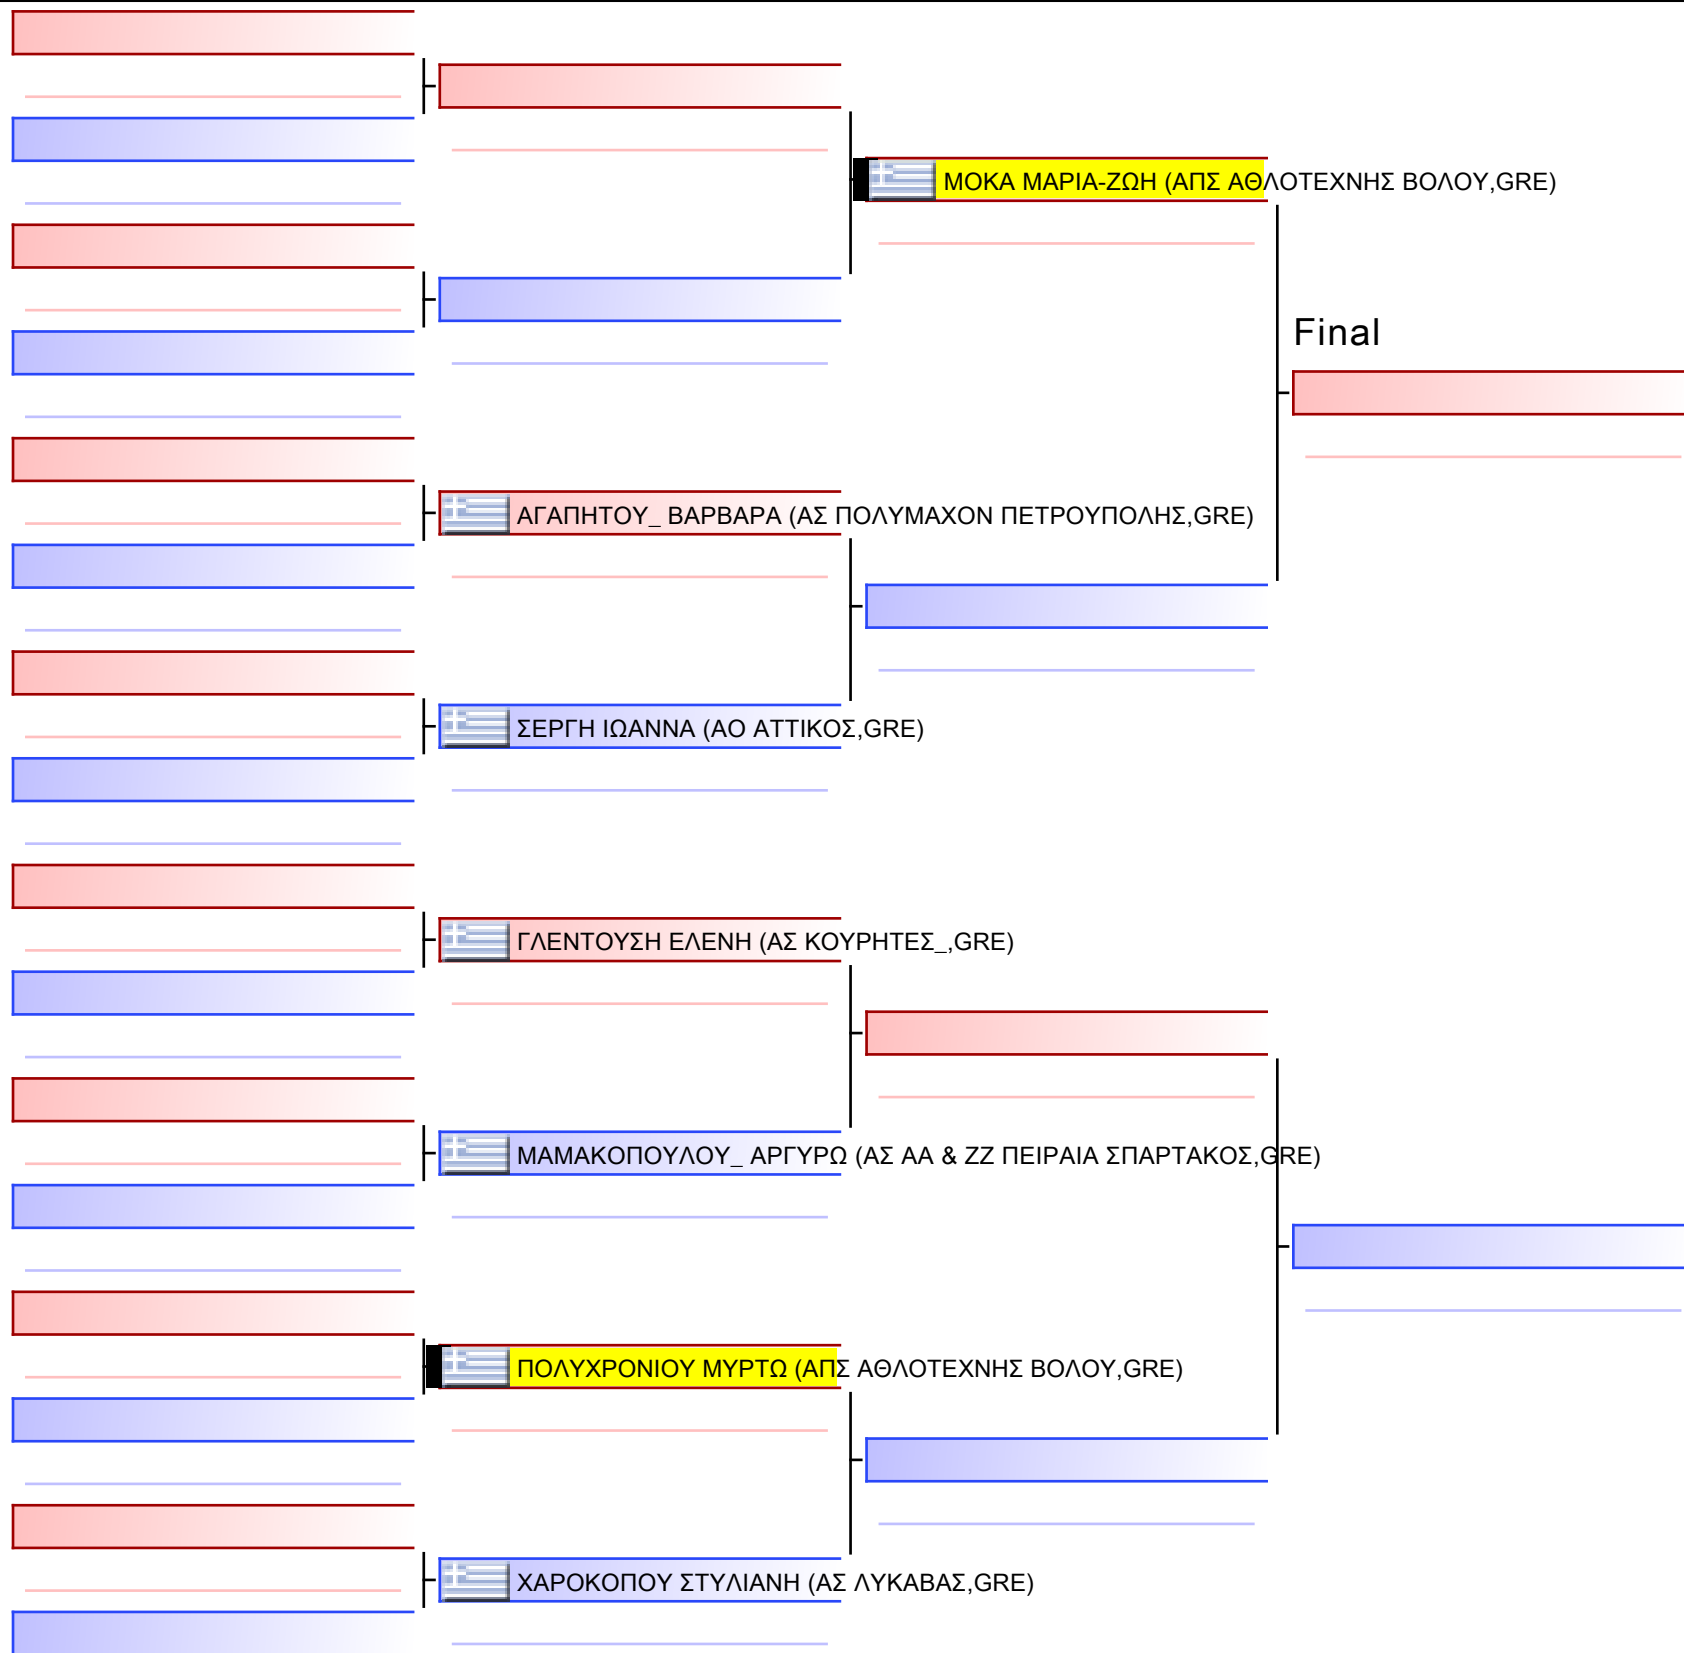 ΜΟΚΑ ΜΑΡΙΑ-ΖΩΗ (ΑΠΣ ΑΘΛΟΤΕΧΝΗΣ ΒΟΛΟΥ,GRE)
Final
ΑΓΑΠΗΤΟΥ_ ΒΑΡΒΑΡΑ (ΑΣ ΠΟΛΥΜΑΧΟΝ ΠΕΤΡΟΥΠΟΛΗΣ,GRE)
ΣΕΡΓΗ ΙΩΑΝΝΑ (ΑΟ ΑΤΤΙΚΟΣ,GRE)
ΓΛΕΝΤΟΥΣΗ ΕΛΕΝΗ (ΑΣ ΚΟΥΡΗΤΕΣ_,GRE)
ΜΑΜΑΚΟΠΟΥΛΟΥ_ ΑΡΓΥΡΩ (ΑΣ ΑΑ & ΖΖ ΠΕΙΡΑΙΑ ΣΠΑΡΤΑΚΟΣ,GRE)
ΠΟΛΥΧΡΟΝΙΟΥ ΜΥΡΤΩ (ΑΠΣ ΑΘΛΟΤΕΧΝΗΣ ΒΟΛΟΥ,GRE)
ΧΑΡΟΚΟΠΟΥ ΣΤΥΛΙΑΝΗ (ΑΣ ΛΥΚΑΒΑΣ,GRE)